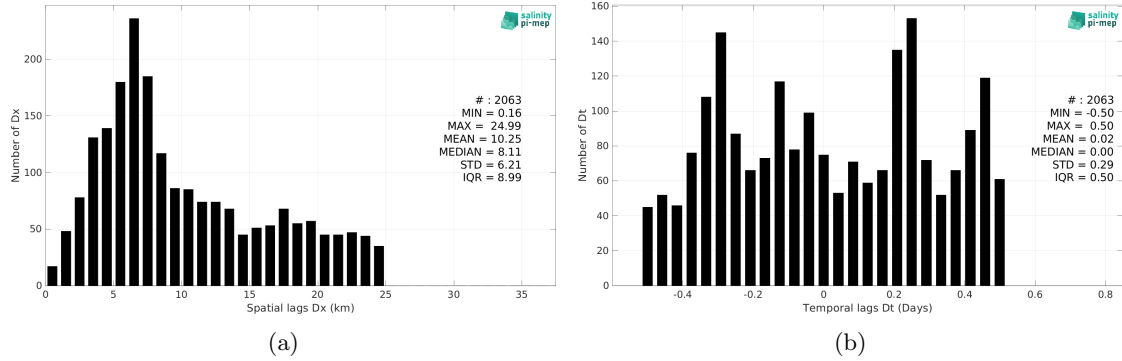 salinity
pi-mep
200
150
100
50
0
Number of Dx
# : 2063
MIN = 0.16
MAX = 24.99
MEAN = 10.25
MEDIAN = 8.11
STD = 6.21
IQR = 8.99
0 5 10 15 20 25 30 35
Spatial lags Dx (km)
(a)
salinity
pi-mep
160
140
120
100
80
60
40
20
0
Number of Dt
# : 2063
MIN = -0.50
MAX = 0.50
MEAN = 0.02
MEDIAN = 0.00
STD = 0.29
IQR = 0.50
-0.4 -0.2 0 0.2 0.4 0.6 0.8
Temporal lags Dt (Days)
(b)